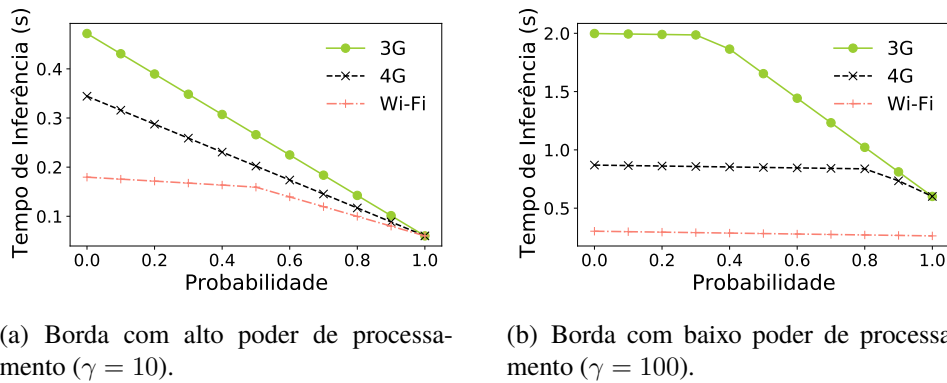 Tempo de Inferência (s)
0.4
0.3
0.2
0.1
0.0 0.2 0.4 0.6 0.8 1.0
Probabilidade
3G
4G
Wi-Fi
Tempo de Inferência (s)
2.0
1.5
1.0
0.5
0.0 0.2 0.4 0.6 0.8 1.0
Probabilidade
3G
4G
Wi-Fi
(a) Borda com alto poder de processa-
mento (γ = 10).
(b) Borda com baixo poder de processa
mento (γ = 100).